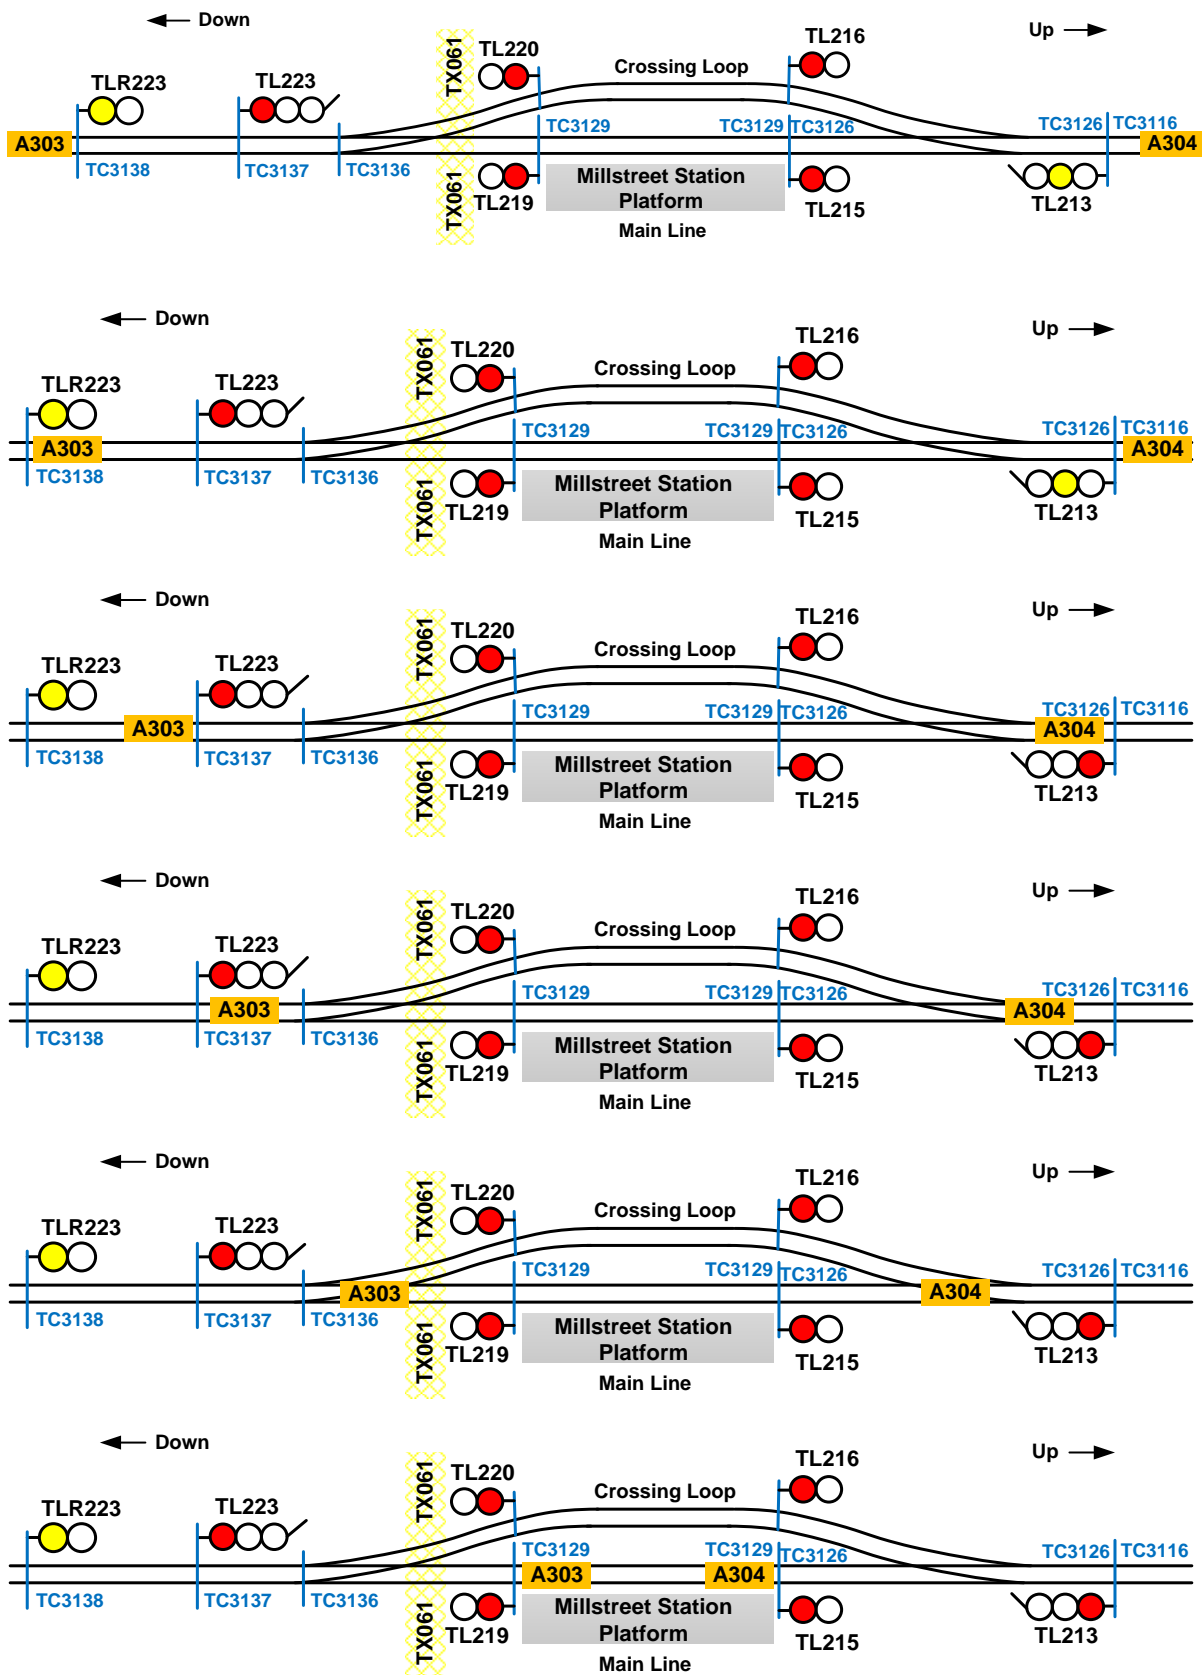 Down
Up
TL220
TL216
TX061
Crossing Loop
TLR223
TL223
A303
TC3129
TC3129
TC3126
TC3126
TC3116
A304
TC3138
TC3137
TC3136
TX061
TL219
Millstreet Station
Platform
TL215
TL213
Main Line
Down
Up
TL220
TL216
TX061
Crossing Loop
TLR223
TL223
A303
TC3129
TC3129
TC3126
TC3126
TC3116
A304
TC3138
TC3137
TC3136
TX061
TL219
Millstreet Station
Platform
TL215
TL213
Main Line
Down
Up
TL220
TL216
TX061
Crossing Loop
TLR223
TL223
A303
TC3129
TC3129
TC3126
TC3126
TC3116
A304
TC3138
TC3137
TC3136
TX061
TL219
Millstreet Station
Platform
TL215
TL213
Main Line
Down
Up
TL220
TL216
TX061
Crossing Loop
TLR223
TL223
A303
TC3129
TC3129
TC3126
TC3126
TC3116
A304
TC3138
TC3137
TC3136
TX061
TL219
Millstreet Station
Platform
TL215
TL213
Main Line
Down
Up
TL220
TL216
TX061
Crossing Loop
TLR223
TL223
A303
TC3129
TC3129
TC3126
TC3126
TC3116
A304
TC3138
TC3137
TC3136
TX061
TL219
Millstreet Station
Platform
TL215
TL213
Main Line
Down
Up
TL220
TL216
TX061
Crossing Loop
TLR223
TL223
TC3129
TC3129
TC3126
TC3126
TC3116
A303
A304
TC3138
TC3137
TC3136
TX061
TL219
Millstreet Station
Platform
TL215
TL213
Main Line